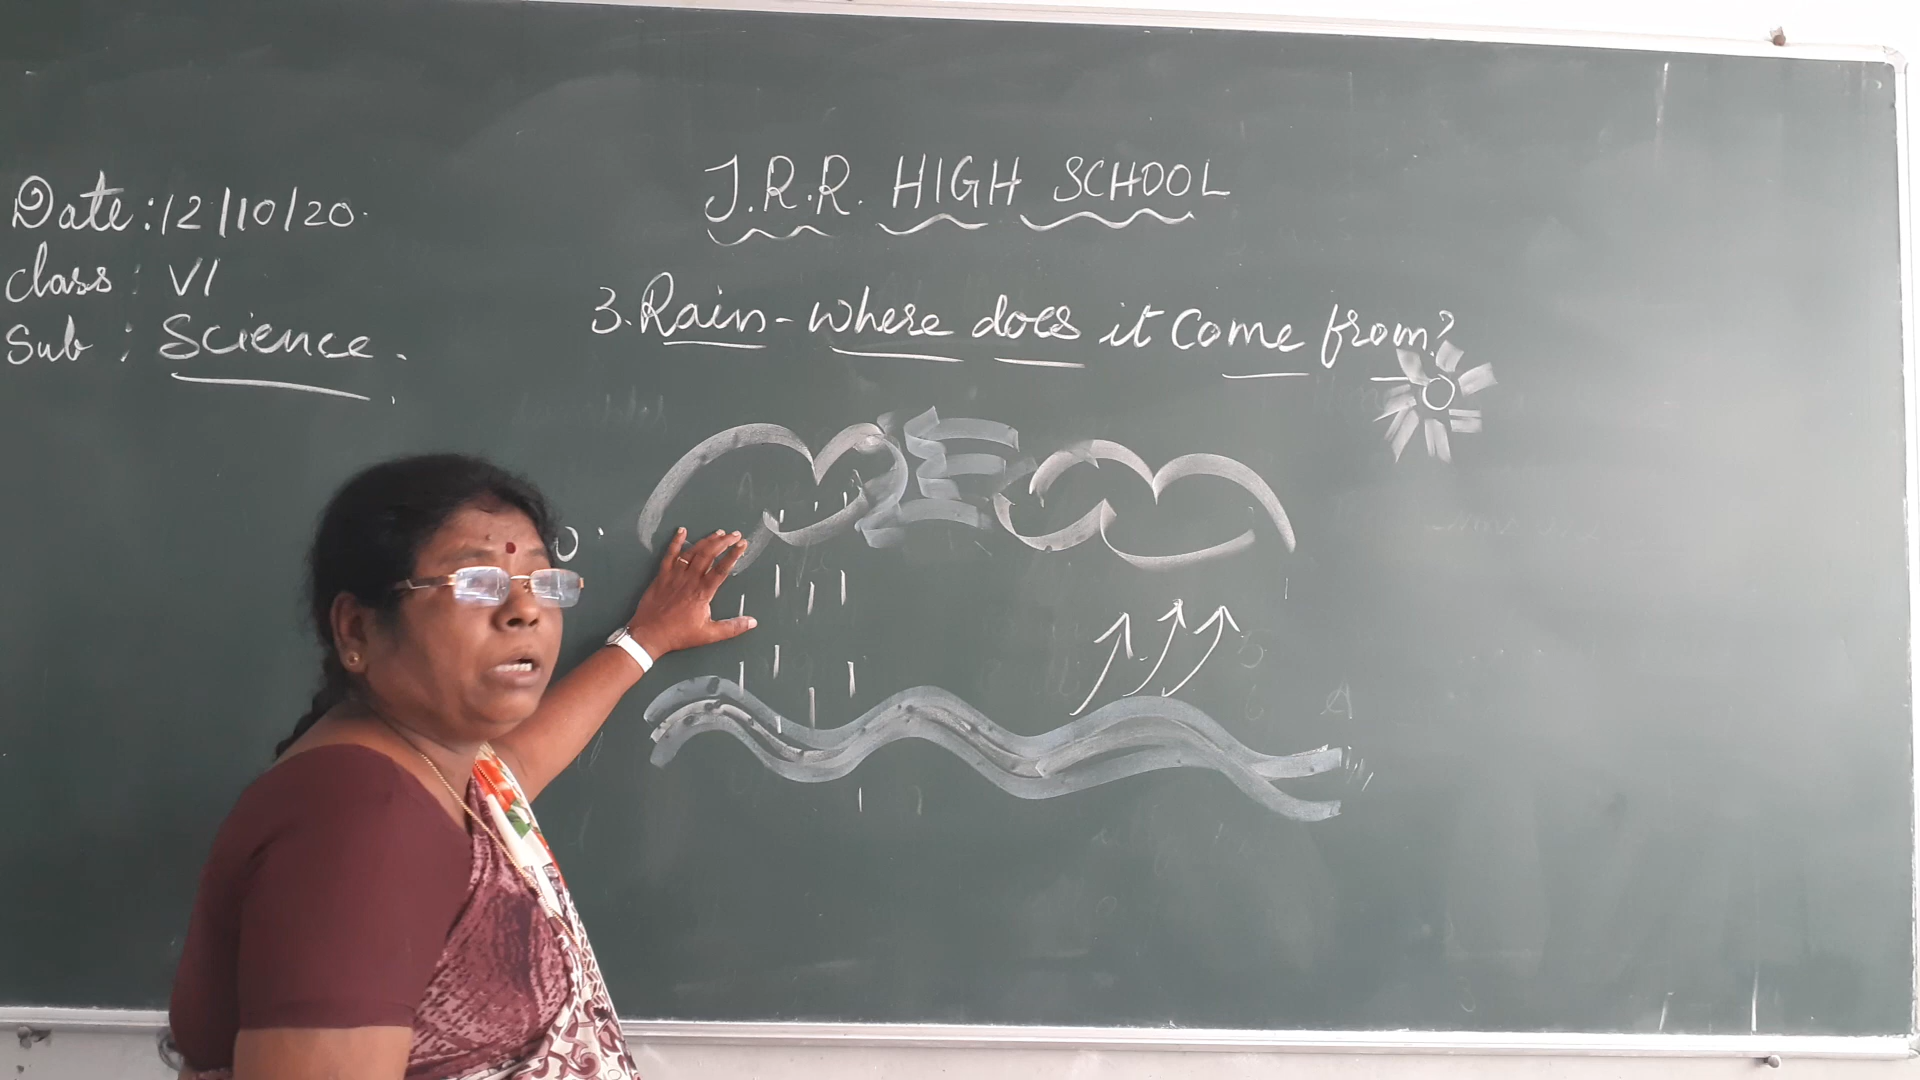 J.R.R. HIGH SCHOOL
Date: 12/10/20.
Class: VI
Sub: Science.
3. Rain - Where does it come from?